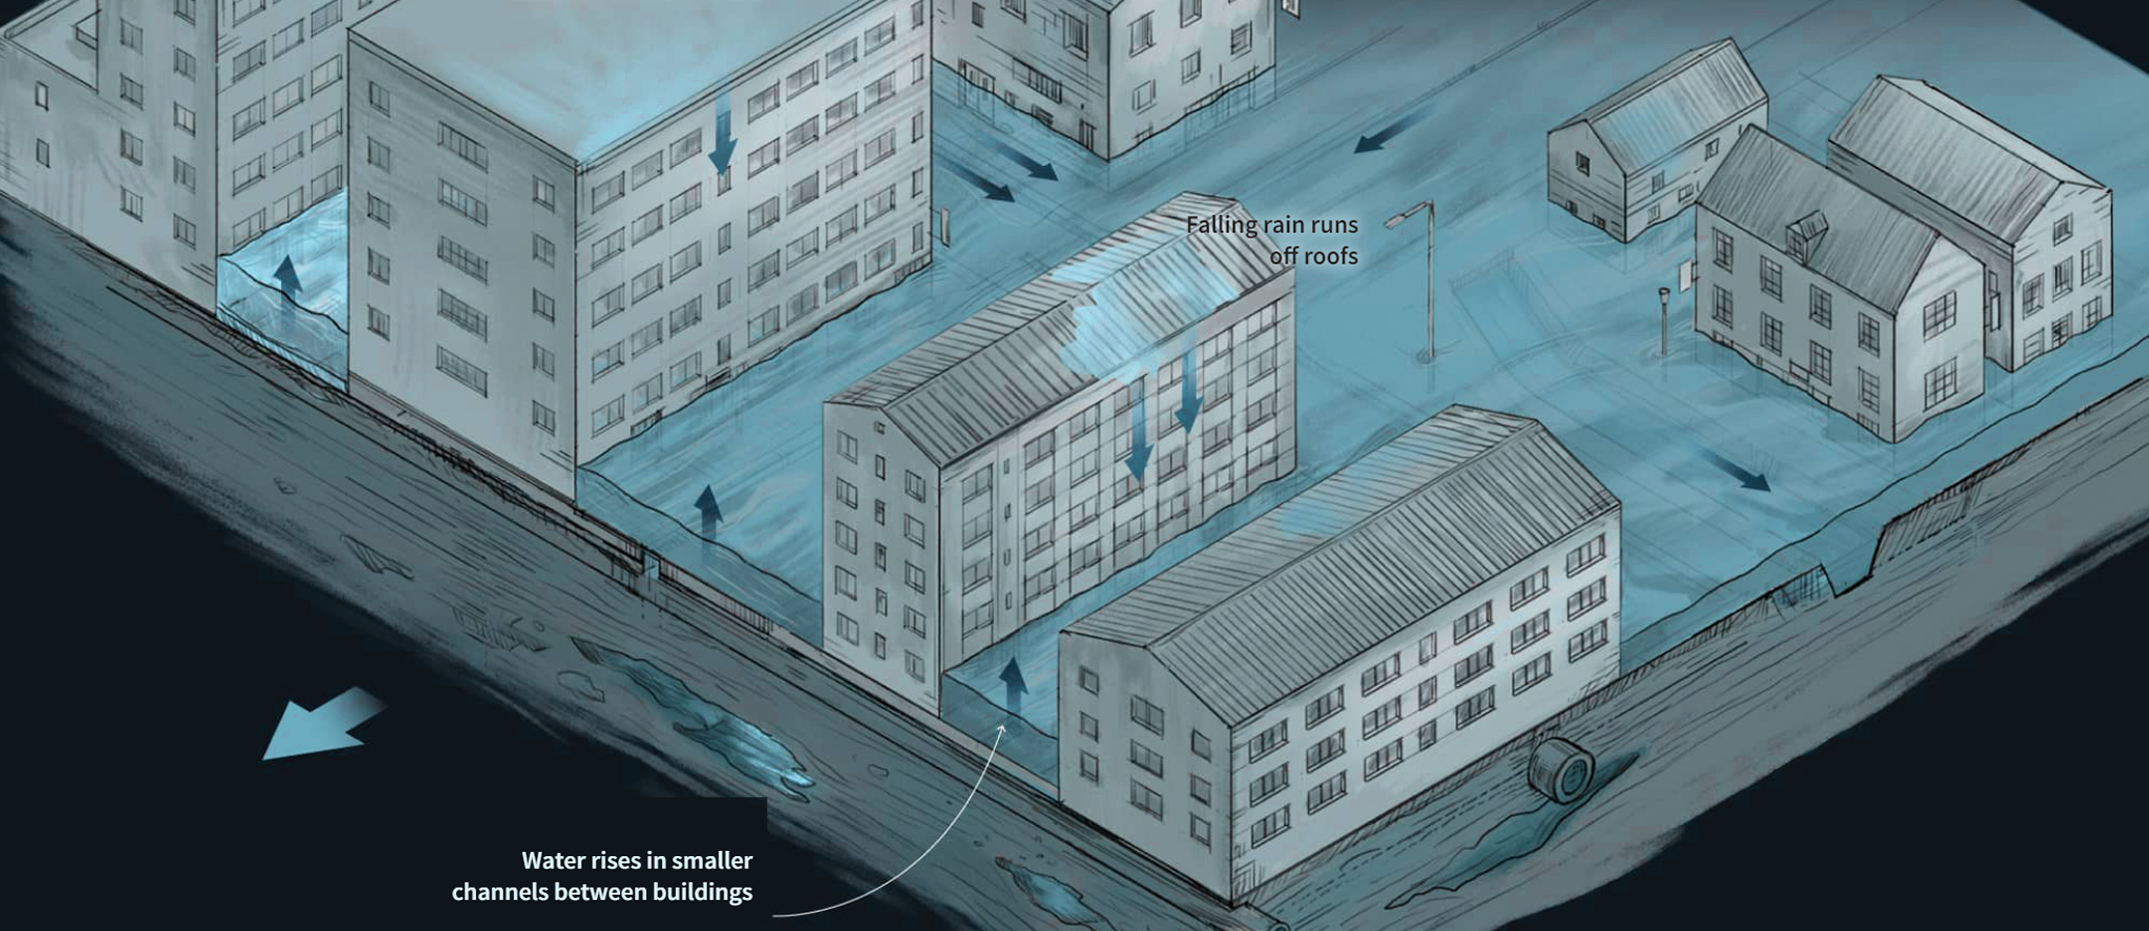 Falling rain runs
off roofs
Water rises in smaller
channels between buildings